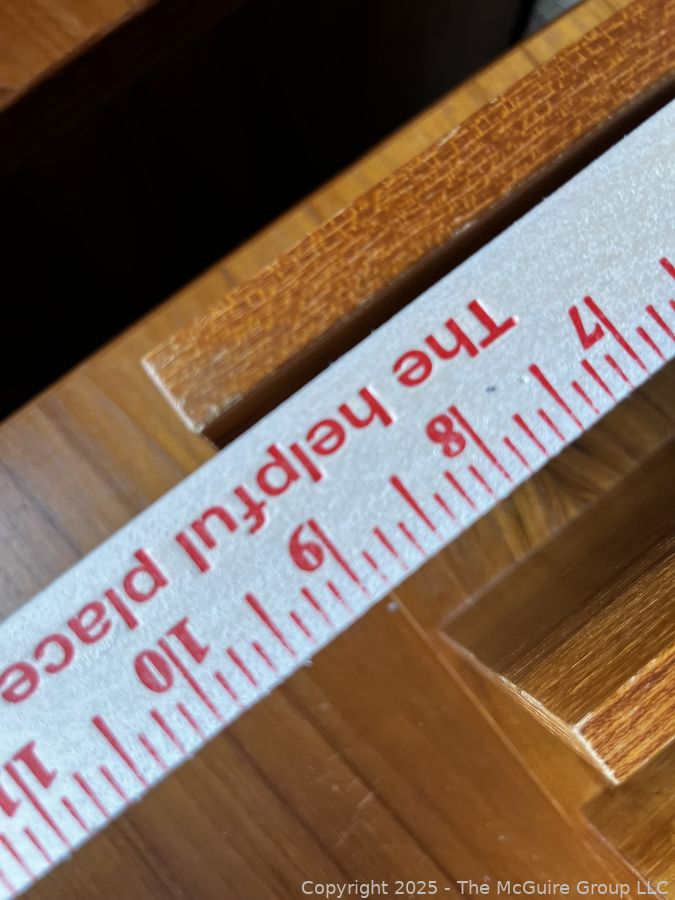 The helpful place
7 8 9 10 11
Copyright 2025 - The McGuire Group LLC